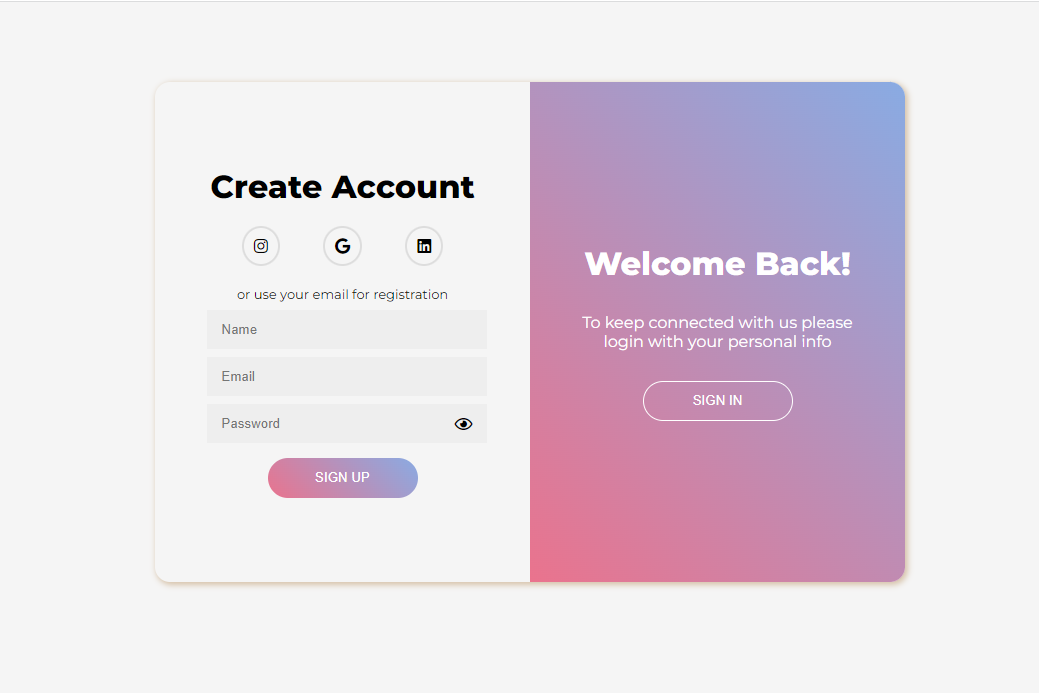 Create Account
or use your email for registration
Name
Email
Password
SIGN UP
Welcome Back!
To keep connected with us please
login with your personal info
SIGN IN